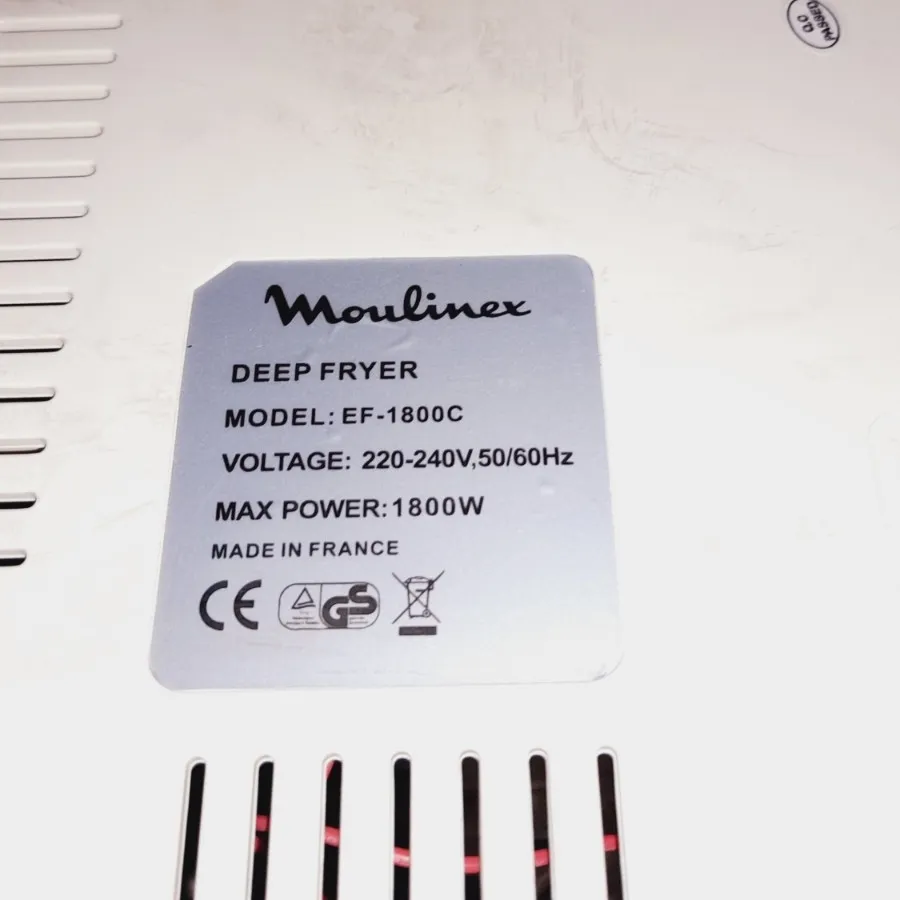 Q.C
PASSED
Moulinex
DEEP FRYER
MODEL: EF-1800C
VOLTAGE: 220-240V,50/60Hz
MAX POWER:1800W
MADE IN FRANCE
CE
GS